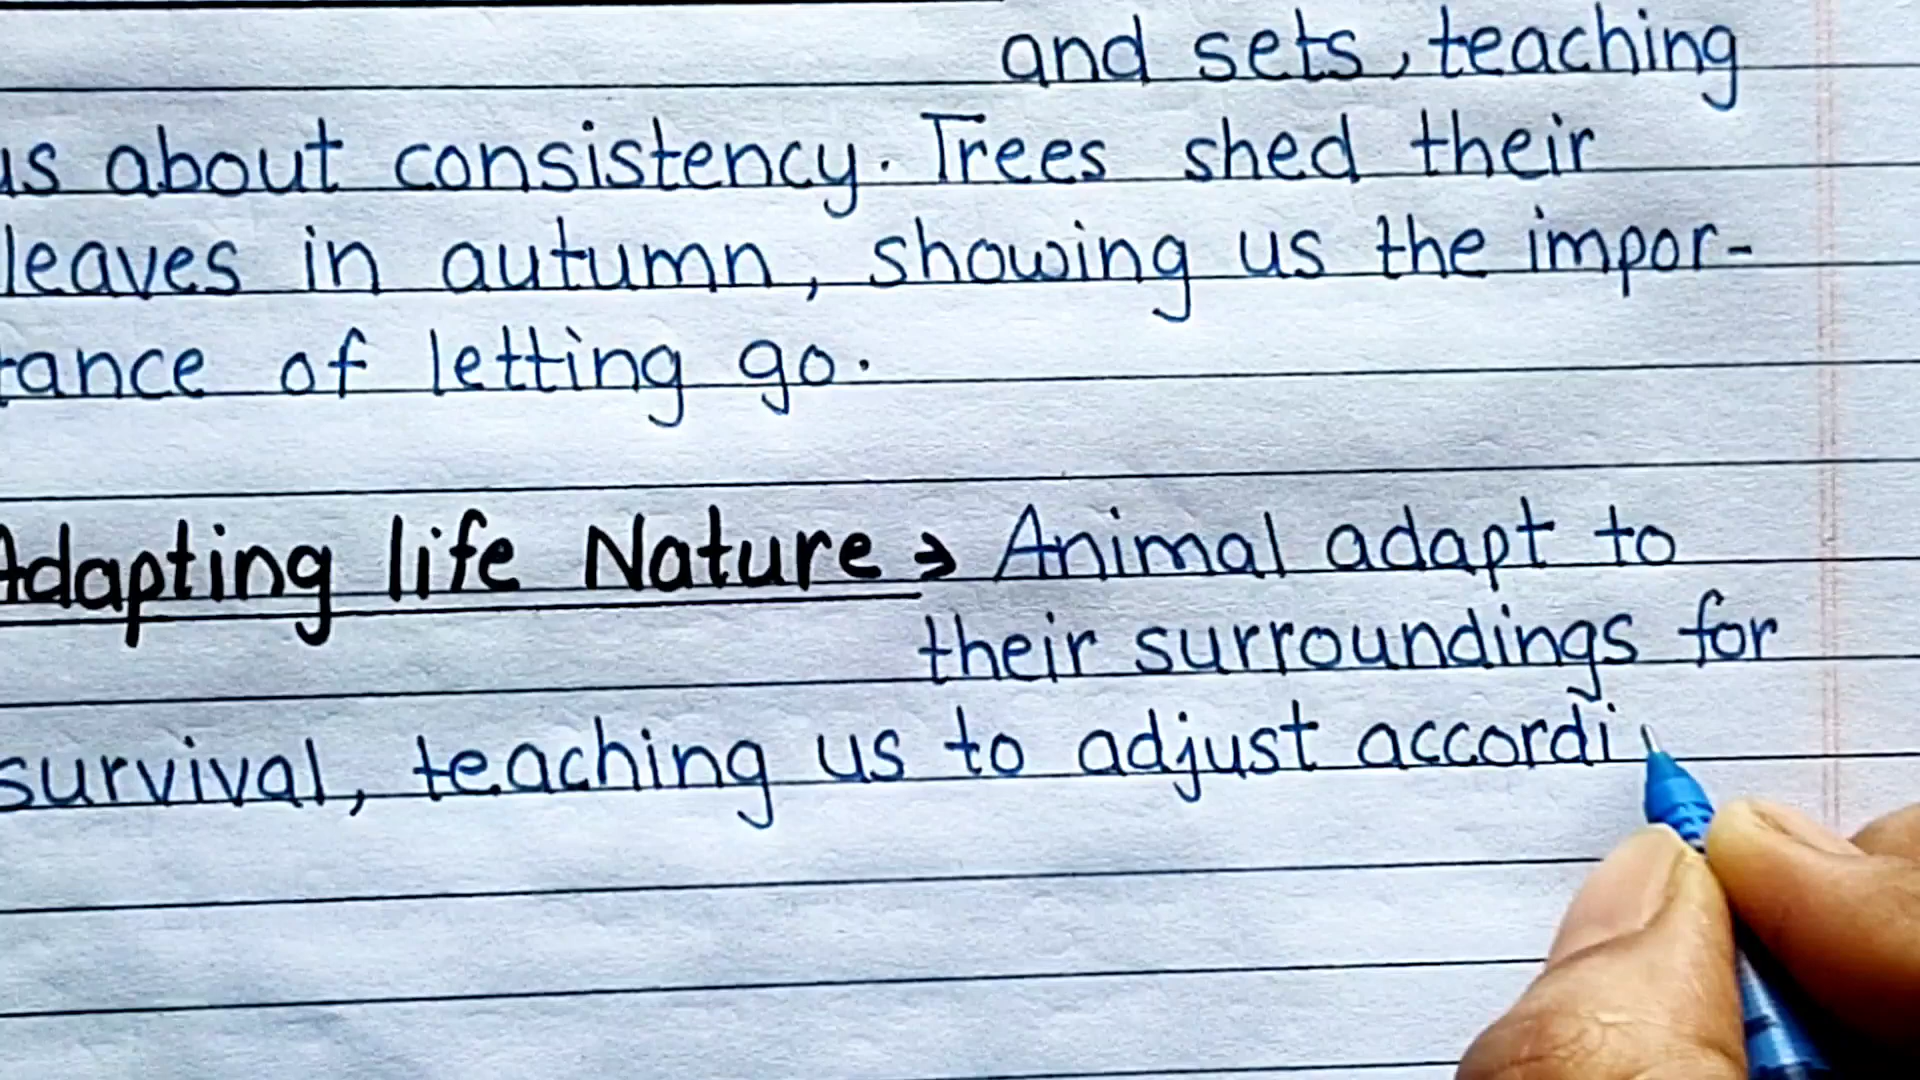 and sets, teaching
us about consistency. Trees shed their
leaves in autumn, showing us the impor-
tance of letting go.
Adapting life Nature → Animal adapt to
their surroundings for
survival, teaching us to adjust accordi